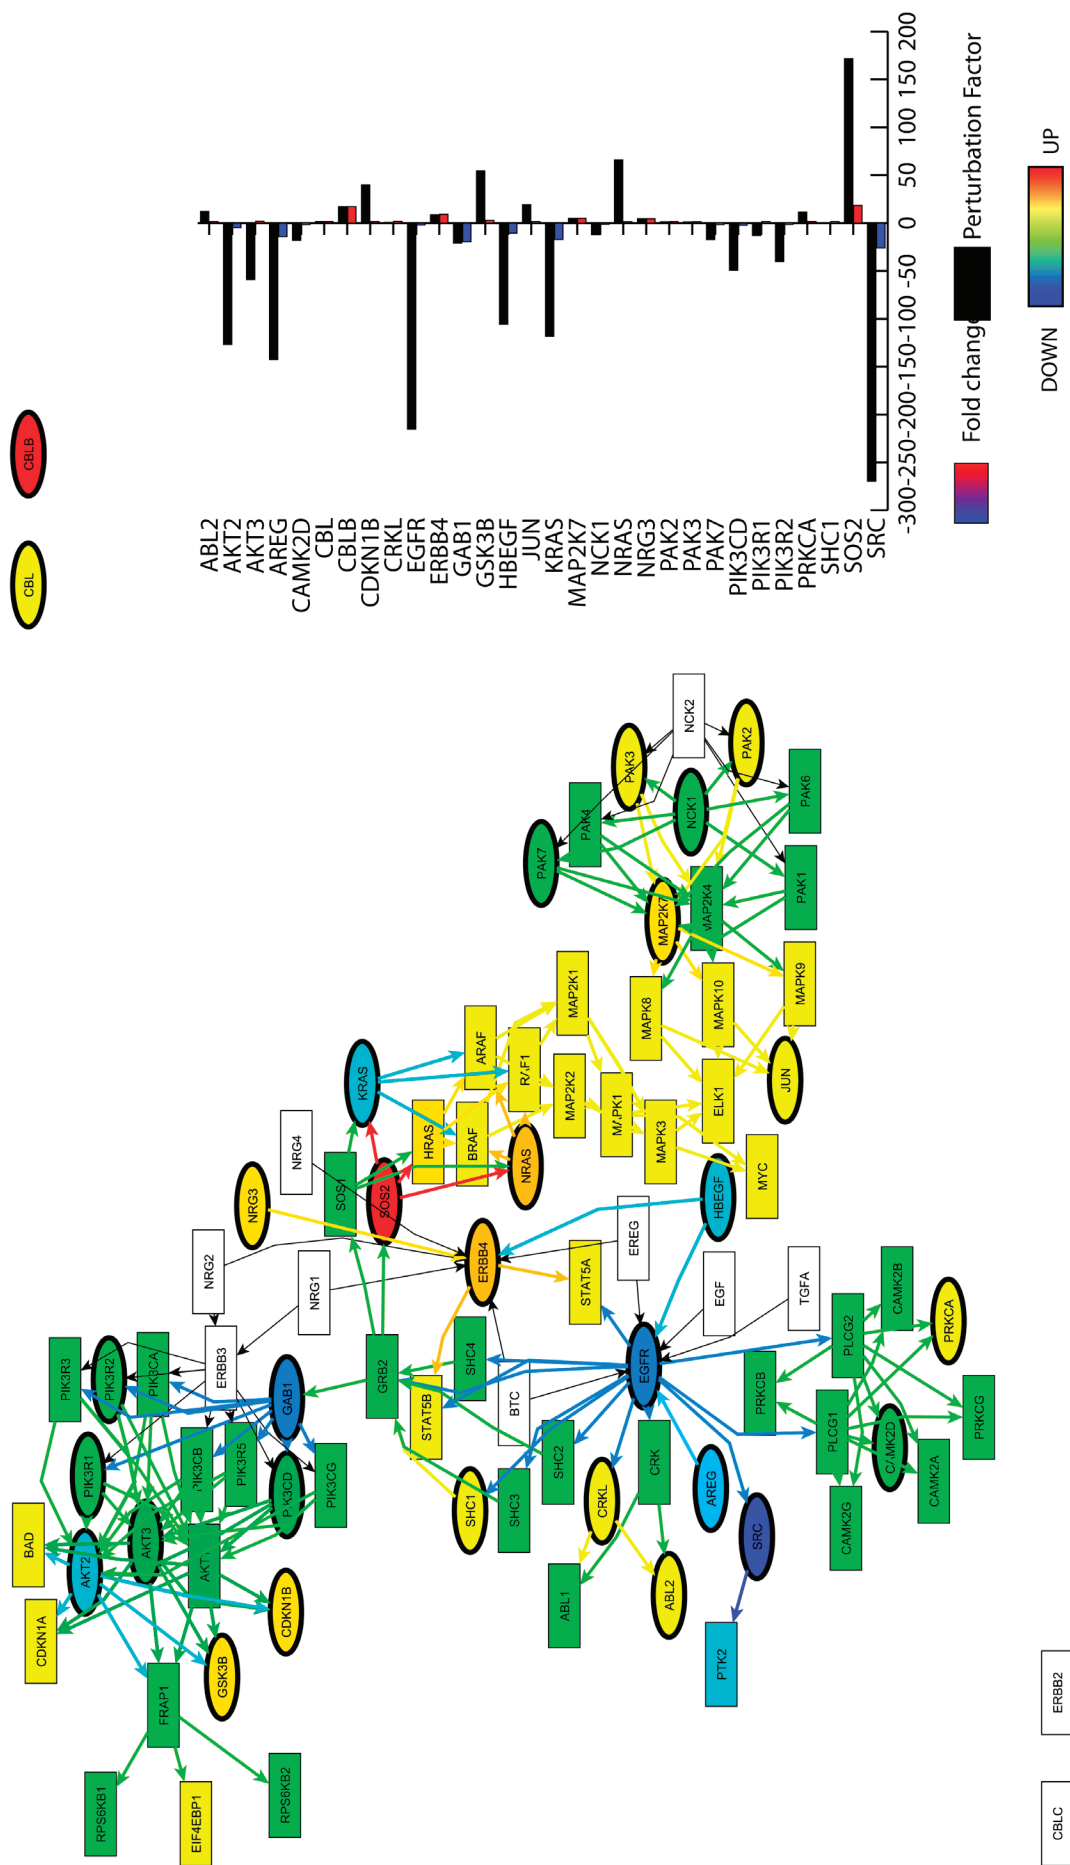 CBL
CBLB
ABL2
AKT2
AKT3
AREG
CAMK2D
CBL
CBLB
CDKN1B
CRKL
EGFR
ERBB4
GAB1
GSK3B
HBEGF
JUN
KRAS
MAP2K7
NCK1
NRAS
NRG3
PAK2
PAK3
PAK7
PIK3CD
PIK3R1
PIK3R2
PRKCA
SHC1
SOS2
SRC
-300 -250 -200 -150 -100 -50 0 50 100 150 200
Fold change
Perturbation Factor
DOWN
UP
BAD
CDKN1A
PIK3R3
PIK3R2
PIK3CA
PIK3R1
AKT2
AKT3
PIK3CB
PIK3R5
PIK3CD
PIK3CG
ERBB3
GAB1
NRG2
NRG1
NRG3
NRG4
CDKN1B
GSK3B
FRAP1
RPS6KB1
EIF4EBP1
RPS6KB2
SOS1
SOS2
KRAS
HRAS
ARAF
BRAF
RAF1
NRAS
MAP2K1
MAP2K2
MAPK1
MAPK3
MAPK8
MAPK10
MAPK9
ELK1
MYC
JUN
PAK7
PAK4
PAK3
NCK1
NCK2
PAK2
PAK6
PAK1
MAP2K7
MAP2K4
GRB2
SHC4
STAT5B
STAT5A
ERBB4
BTC
EREG
HBEGF
EGF
TGFA
EGFR
SHC1
SHC3
SHC2
CRKL
CRK
AREG
SRC
ABL1
ABL2
PTK2
PLCG2
PLCG1
PRKCB
CAMK2B
PRKCA
PRKCG
CAMK2D
CAMK2A
CAMK2G
ERBB2
CBLC